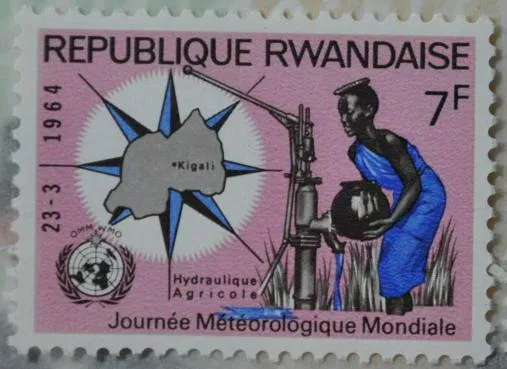 REPUBLIQUE RWANDAISE
7F
23-3 1964
Kigali
OMM-WMO
Hydraulique
Agricole
Journée Météorologique Mondiale